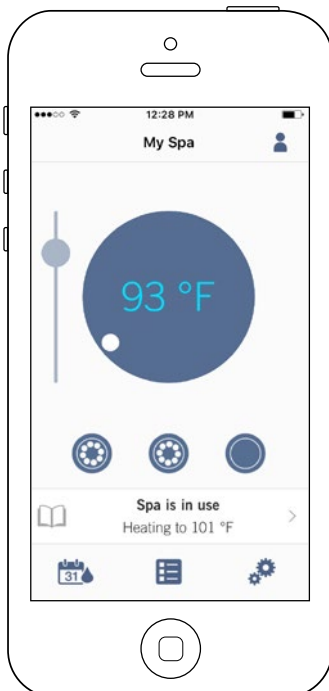 12:28 PM
My Spa
93 °F
Spa is in use
Heating to 101 °F
31